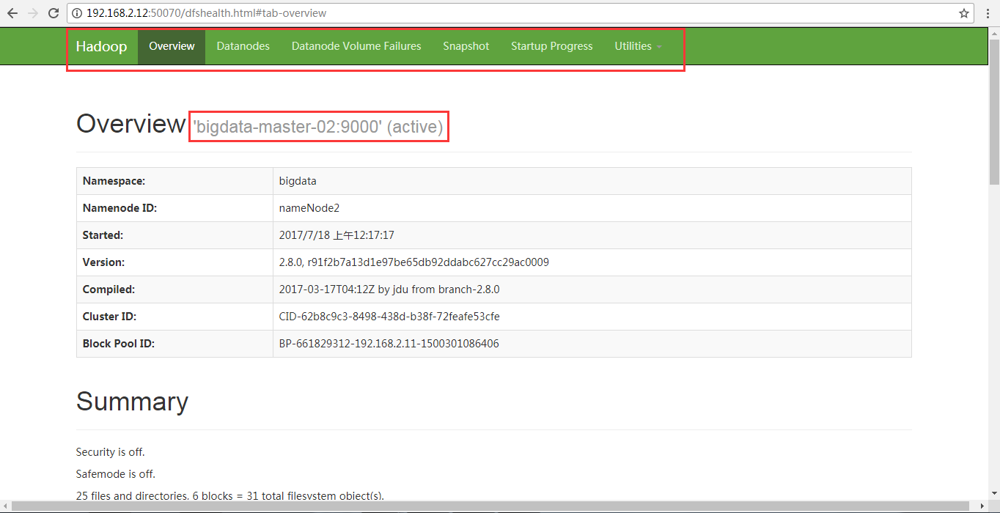 192.168.2.12:50070/dfshealth.html#tab-overview
Hadoop Overview Datanodes Datanode Volume Failures Snapshot Startup Progress Utilities
Overview 'bigdata-master-02:9000' (active)
Namespace: bigdata
Namenode ID: nameNode2
Started: 2017/7/18 上午12:17:17
Version: 2.8.0, r91f2b7a13d1e97be65db92ddabc627cc29ac0009
Compiled: 2017-03-17T04:12Z by jdu from branch-2.8.0
Cluster ID: CID-62b8c9c3-8498-438d-b38f-72feafe53cfe
Block Pool ID: BP-661829312-192.168.2.11-1500301086406
Summary
Security is off.
Safemode is off.
25 files and directories, 6 blocks = 31 total filesystem object(s).